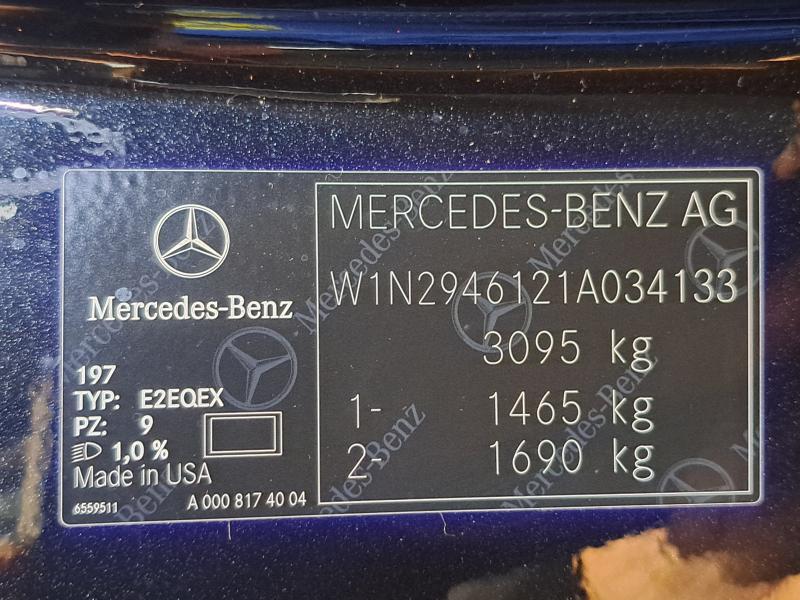 Mercedes-Benz
197
TYP: E2EQEX
PZ: 9
1,0 %
Made in USA
6559511
A 000 817 40 04
MERCEDES-BENZ AG
W1N2946121A034133
3095 kg
1- 1465 kg
2- 1690 kg